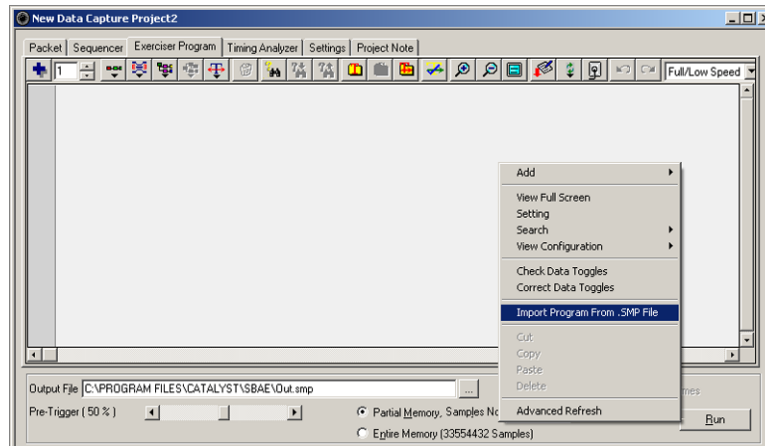 New Data Capture Project2
Packet Sequencer Exerciser Program Timing Analyzer Settings Project Note
1 Full/Low Speed
Add
View Full Screen
Setting
Search
View Configuration
Check Data Toggles
Correct Data Toggles
Import Program From .SMP File
Cut
Copy
Paste
Delete
Advanced Refresh
Output File C:\PROGRAM FILES\CATALYST\SBAE\Out.smp ...
Pre-Trigger ( 50 % ) Partial Memory, Samples
Run
Entire Memory (33554432 Samples)